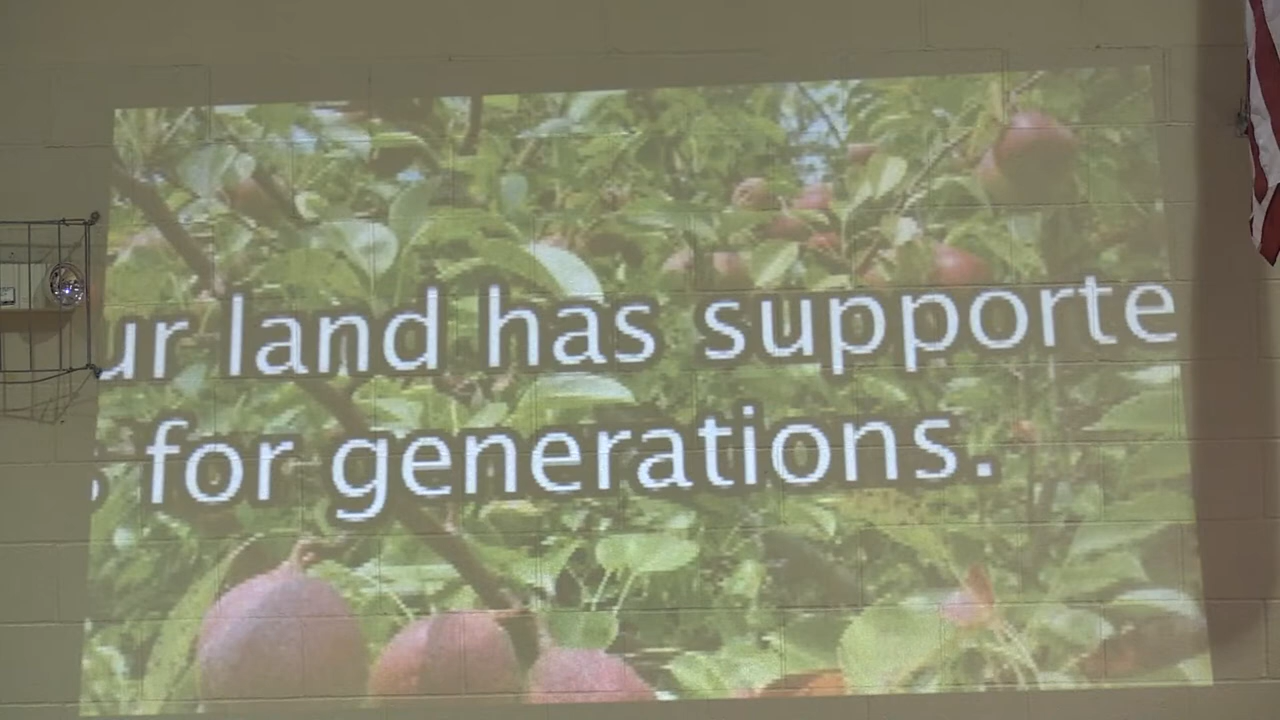 ur land has supporte
s for generations.